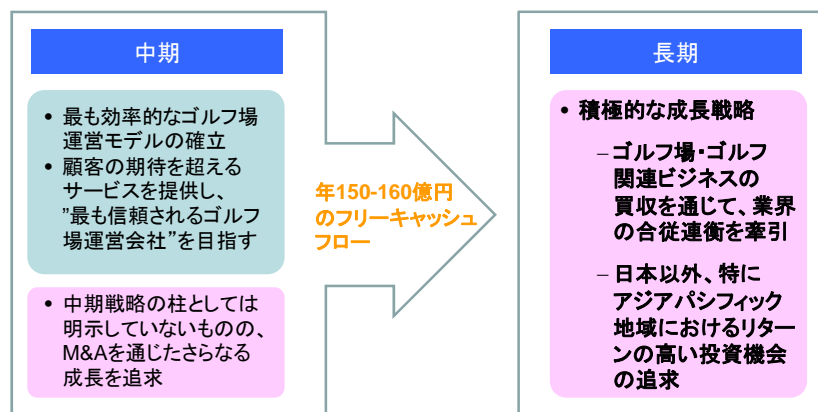 中期
• 最も効率的なゴルフ場
運営モデルの確立
• 顧客の期待を超える
サービスを提供し、
”最も信頼されるゴルフ
場運営会社”を目指す
• 中期戦略の柱としては
明示していないものの、
M&Aを通じたさらなる
成長を追求
年150-160億円
のフリーキャッシュ
フロー
長期
• 積極的な成長戦略
–ゴルフ場・ゴルフ
関連ビジネスの
買収を通じて、業界
の合従連衡を牽引
–日本以外、特に
アジアパシフィック
地域におけるリター
ンの高い投資機会
の追求